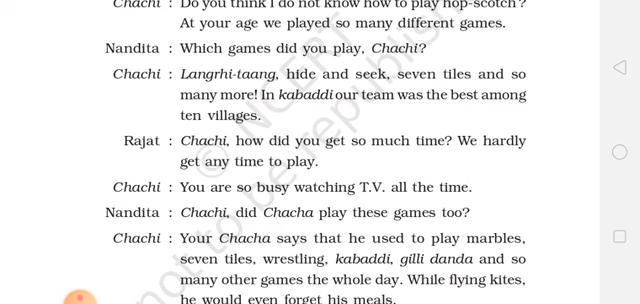 Chachi : Do you think I do not know how to play hop-scotch?
At your age we played so many different games.
Nandita : Which games did you play, Chachi?
Chachi : Langrhi-taang, hide and seek, seven tiles and so
many more! In kabaddi our team was the best among
ten villages.
Rajat : Chachi, how did you get so much time? We hardly
get any time to play.
Chachi : You are so busy watching T.V. all the time.
Nandita : Chachi, did Chacha play these games too?
Chachi : Your Chacha says that he used to play marbles,
seven tiles, wrestling, kabaddi, gilli danda and so
many other games the whole day. While flying kites,
he would even forget his meals.
© NCERT
not to be republish